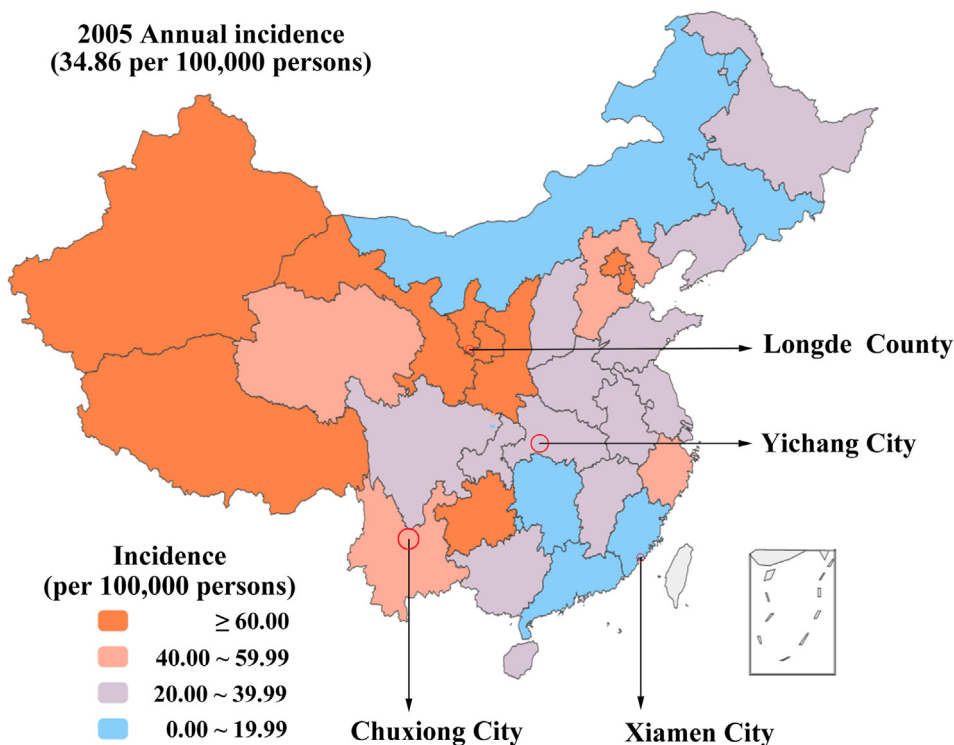 2005 Annual incidence
(34.86 per 100,000 persons)
Longde County
Yichang City
Incidence
(per 100,000 persons)
≥ 60.00
40.00 ~ 59.99
20.00 ~ 39.99
0.00 ~ 19.99
Chuxiong City
Xiamen City